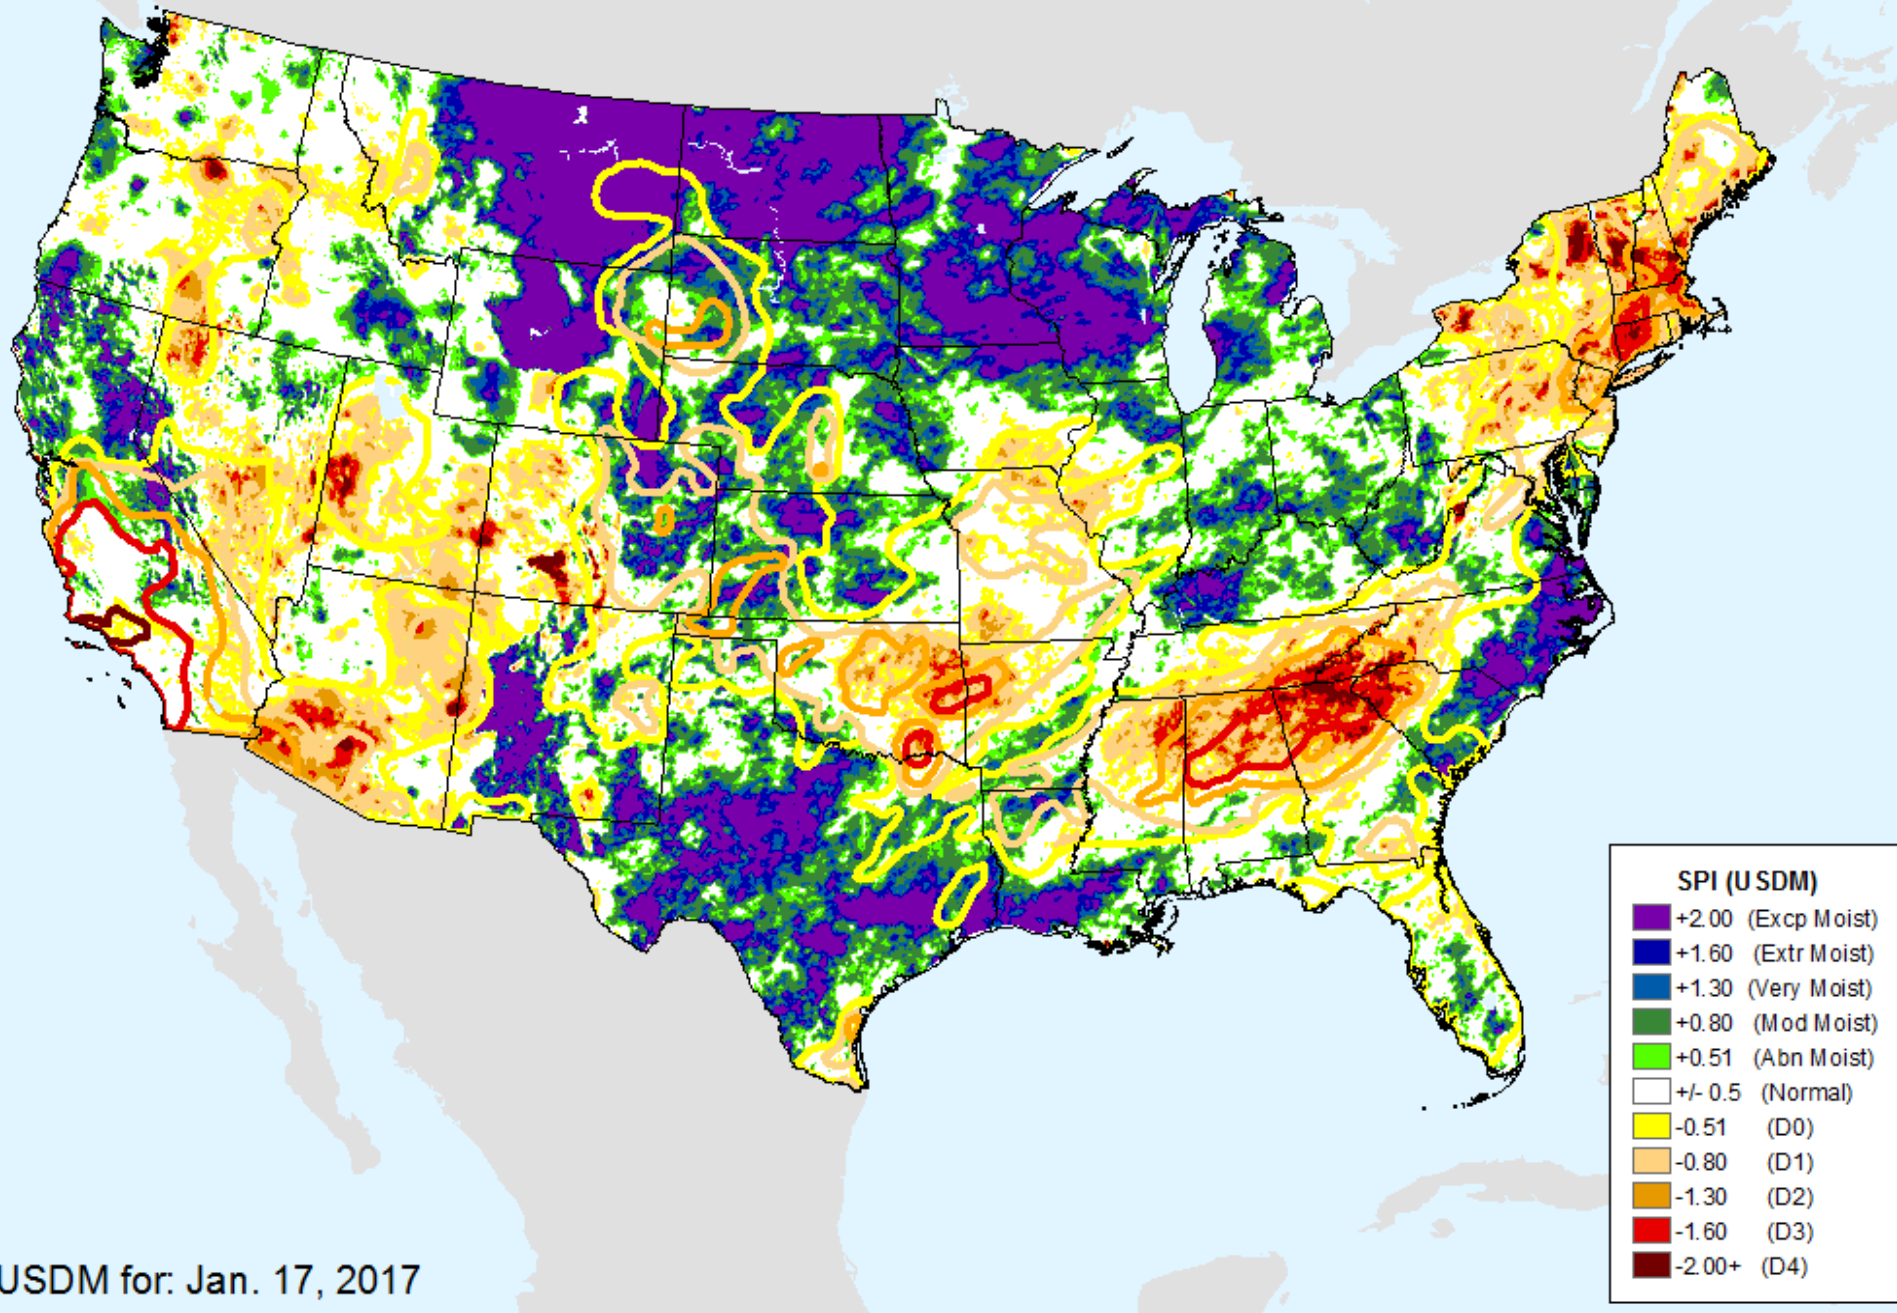 SPI (USDM)
+2.00 (Excp Moist)
+1.60 (Extr Moist)
+1.30 (Very Moist)
+0.80 (Mod Moist)
+0.51 (Abn Moist)
+/- 0.5 (Normal)
-0.51 (D0)
-0.80 (D1)
-1.30 (D2)
-1.60 (D3)
-2.00+ (D4)
USDM for: Jan. 17, 2017